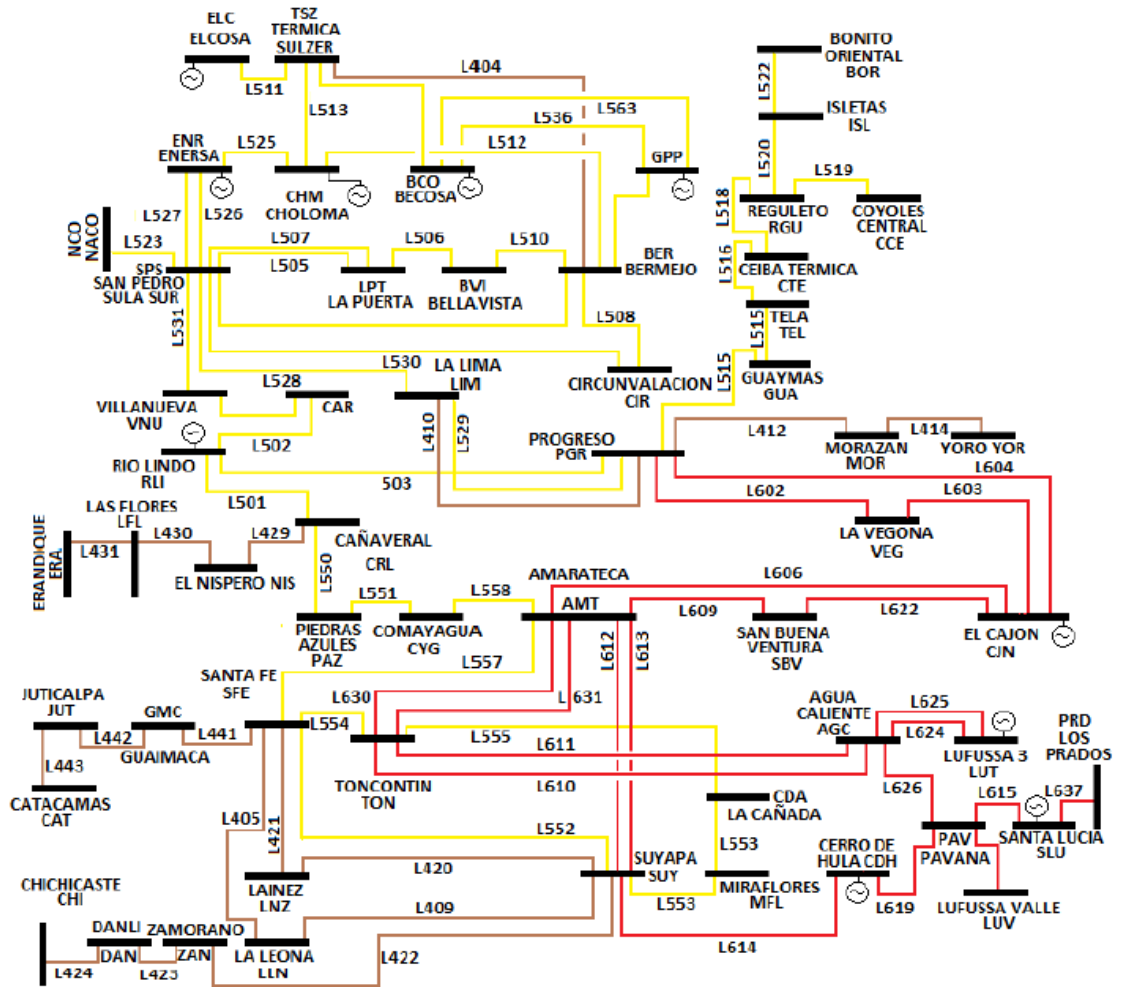 ELC
ELCOSA
TSZ
TERMICA
SULZER
L404
L511
L513
L563
L536
L522
BONITO
ORIENTAL
BOR
ISLETAS
ISL
ENR
ENERSA
L525
L512
GPP
L520
L519
CHM
CHOLOMA
BCO
BECOSA
L518
REGULETO
RGU
COYOLES
CENTRAL
CCE
NCO
NACO
L527
L526
L523
L507
L506
L510
L505
SPS
SAN PEDRO
SULA SUR
LPT
LA PUERTA
BVI
BELLAVISTA
BER
BERMEJO
L516
CEIBA TERMICA
CTE
L508
TELA
TEL
L531
L530
LA LIMA
LIM
L515
L515
GUAYMAS
GUA
L528
VILLANUEVA
VNU
CAR
CIRCUNVALACION
CIR
L410
L529
L502
RIO LINDO
RLI
503
PROGRESO
PGR
L412
L414
MORAZAN
MOR
YORO YOR
L604
L602
L603
LA VEGONA
VEG
L501
LAS FLORES
LFL
L430
L429
L431
ERANDIQUE
ERA
EL NISPERO NIS
CAÑAVERAL
CRL
L550
L551
L558
AMARATECA
AMT
L606
L609
L622
PIEDRAS
AZULES
PAZ
COMAYAGUA
CYG
L612
L613
SAN BUENA
VENTURA
SBV
EL CAJON
CJN
L557
SANTA FE
SFE
JUTICALPA
JUT
GMC
L442
L441
GUAIMACA
L443
CATACAMAS
CAT
L630
L631
L554
L555
L611
L610
TONCONTIN
TON
AGUA
CALIENTE
AGC
L625
L624
LUFUSSA 3
LUT
PRD
LOS
PRADOS
L626
L615
L637
CDA
LA CAÑADA
L405
L421
L552
L553
PAV
PAVANA
SANTA LUCIA
SLU
L420
LAINEZ
LNZ
SUYAPA
SUY
MIRAFLORES
MFL
L553
CERRO DE
HULA CDH
L619
LUFUSSA VALLE
LUV
CHICHICASTE
CHI
L409
DANLI
DAN
ZAMORANO
ZAN
LA LEONA
LLN
L422
L614
L424
L423